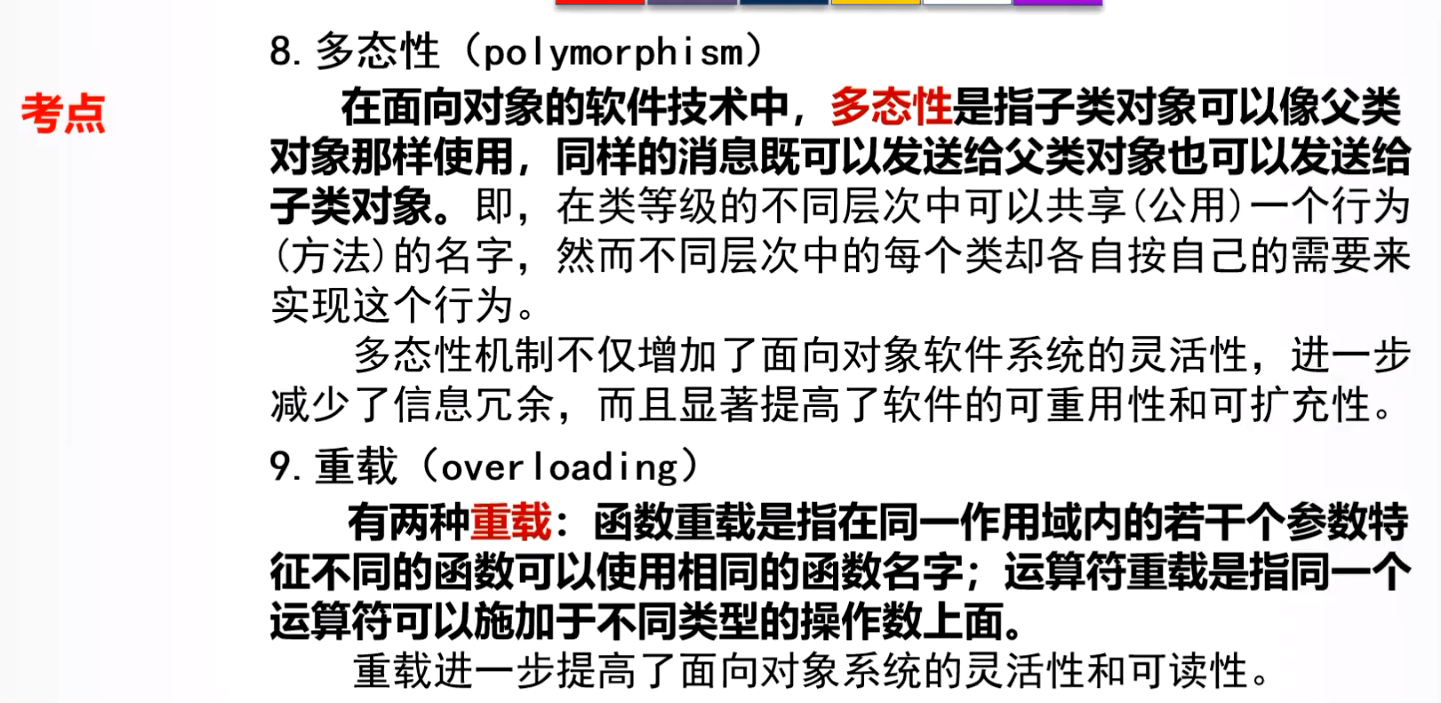 8. 多态性（polymorphism）
考点
在面向对象的软件技术中，多态性是指子类对象可以像父类
对象那样使用，同样的消息既可以发送给父类对象也可以发送给
子类对象。即，在类等级的不同层次中可以共享(公用)一个行为
(方法)的名字，然而不同层次中的每个类却各自按自己的需要来
实现这个行为。
多态性机制不仅增加了面向对象软件系统的灵活性，进一步
减少了信息冗余，而且显著提高了软件的可重用性和可扩充性。
9. 重载（overloading）
有两种重载：函数重载是指在同一作用域内的若干个参数特
征不同的函数可以使用相同的函数名字；运算符重载是指同一个
运算符可以施加于不同类型的操作数上面。
重载进一步提高了面向对象系统的灵活性和可读性。